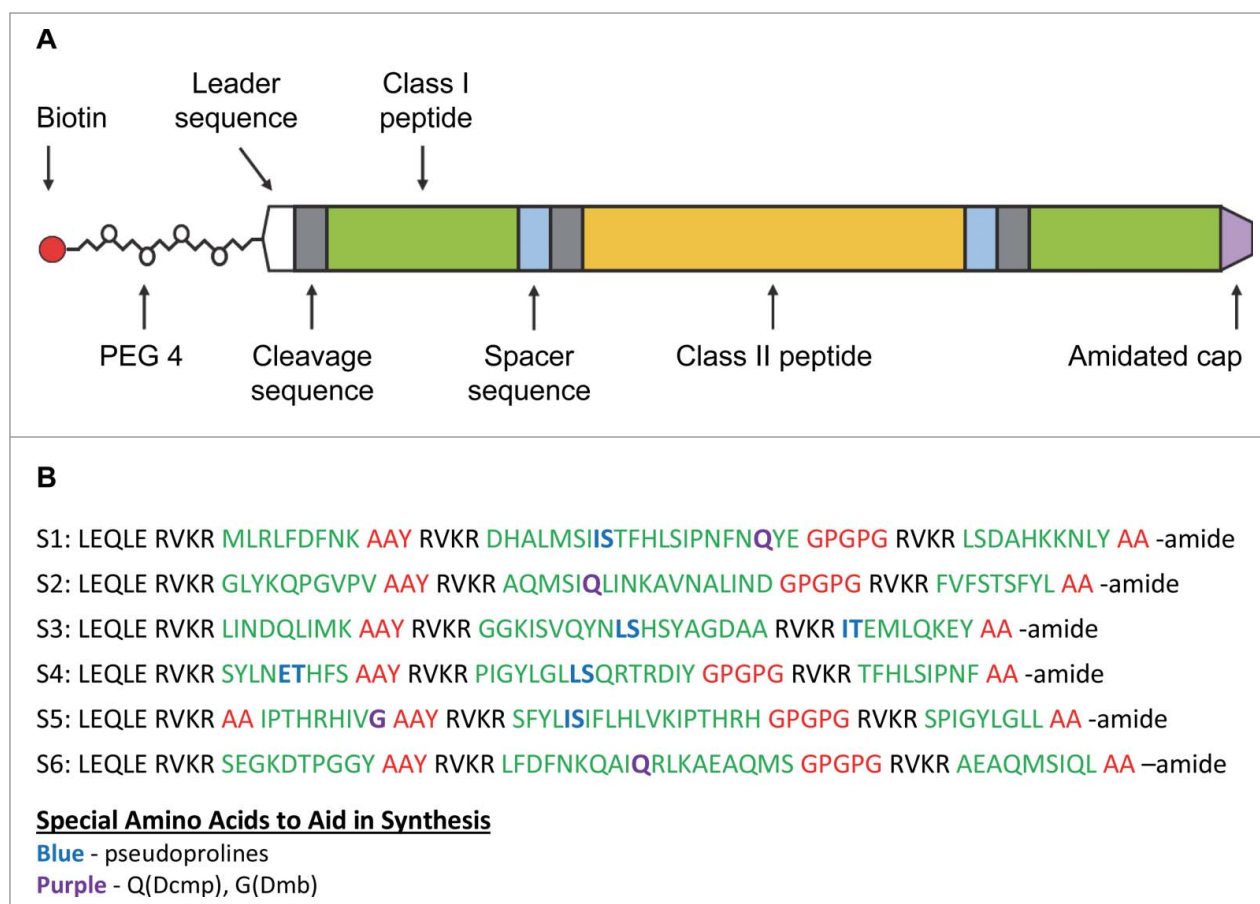 A
Biotin
Leader
sequence
Class I
peptide
PEG 4
Cleavage
sequence
Spacer
sequence
Class II peptide
Amidated cap
B
S1: LEQLE RVKR MLRLFDFNK AAY RVKR DHALMSIISTFHLSIPNFNQYE GPGPG RVKR LSDAHKKNLY AA -amide
S2: LEQLE RVKR GLYKQPGVPV AAY RVKR AQMSIQLINKAVNALIND GPGPG RVKR FVFSTSFYL AA -amide
S3: LEQLE RVKR LINDQLIMK AAY RVKR GGKISVQYNLSHSYAGDAA RVKR ITEMLQKEY AA -amide
S4: LEQLE RVKR SYLNETHFS AAY RVKR PIGYLGLLSQRTRDIY GPGPG RVKR TFHLSIPNF AA -amide
S5: LEQLE RVKR AA IPTHRHIVG AAY RVKR SFYLISIFLHLVKIPTHRH GPGPG RVKR SPIGYLGLL AA -amide
S6: LEQLE RVKR SEGKDTPGGY AAY RVKR LFDFNKQAIQRLKAEAQMS GPGPG RVKR AEAQMSIQL AA –amide
Special Amino Acids to Aid in Synthesis
Blue - pseudoprolines
Purple - Q(Dcmp), G(Dmb)